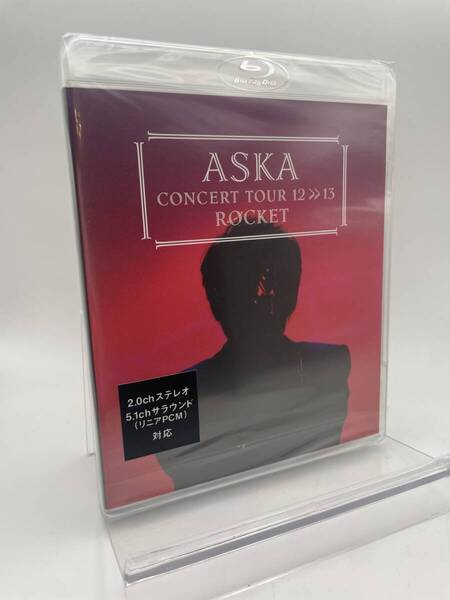 Blu-ray Disc
ASKA
CONCERT TOUR 12≫13
ROCKET
2.0chステレオ
5.1chサラウンド
(リニアPCM)
対応